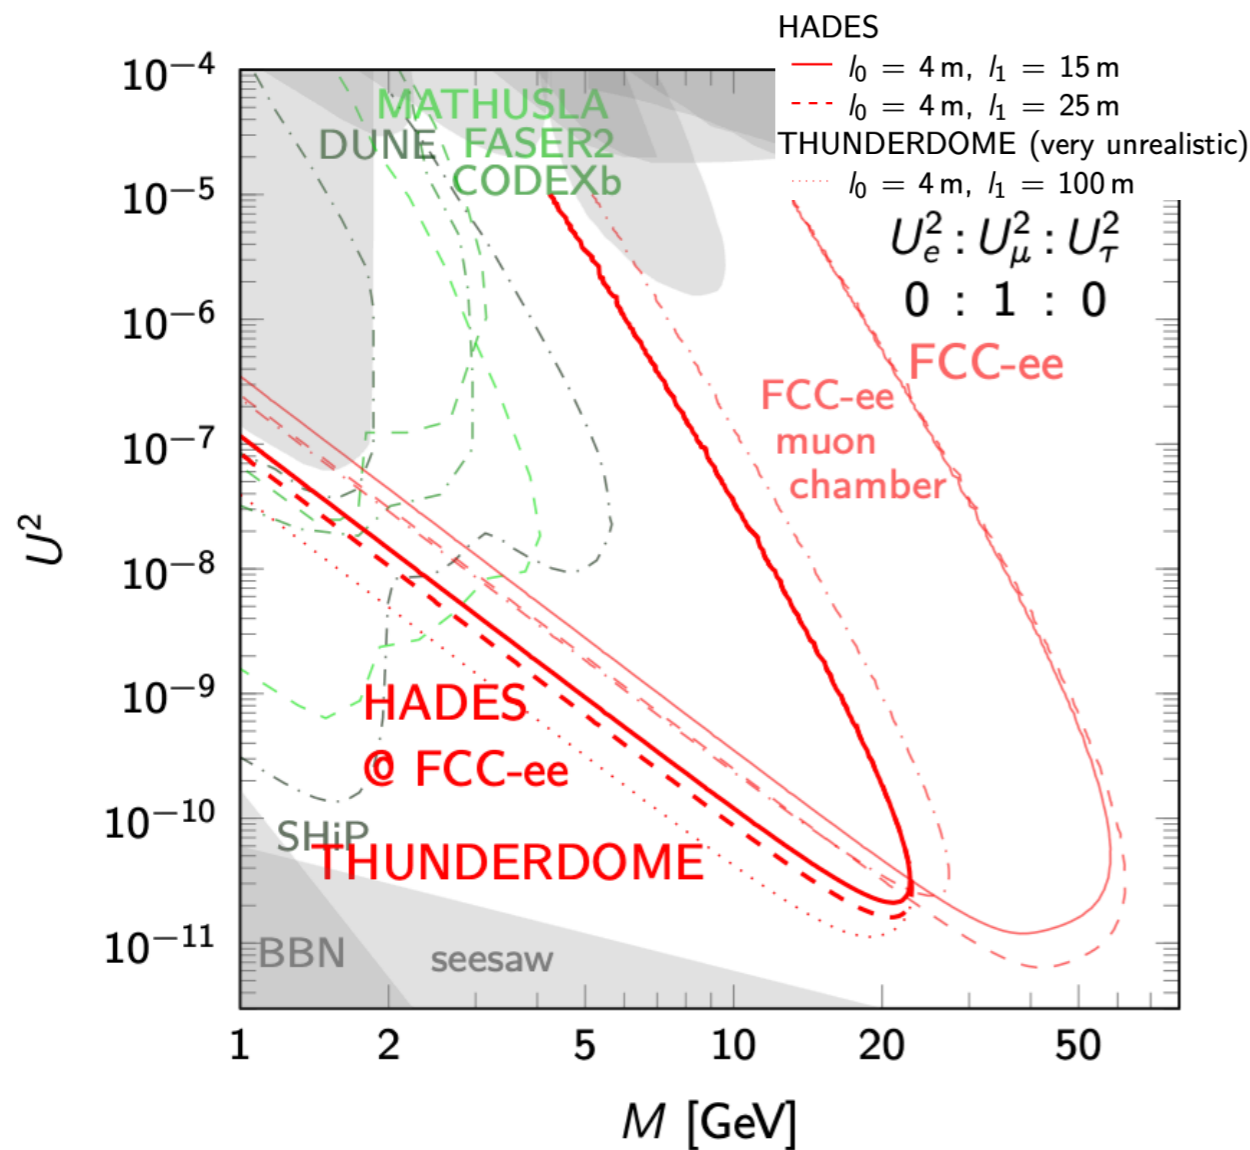 HADES
l₀ = 4 m, l₁ = 15 m
l₀ = 4 m, l₁ = 25 m
THUNDERDOME (very unrealistic)
l₀ = 4 m, l₁ = 100 m
10⁻⁴
10⁻⁵
10⁻⁶
10⁻⁷
10⁻⁸
10⁻⁹
10⁻¹⁰
10⁻¹¹
U²
MATHUSLA
DUNE FASER2
CODEXb
Uₑ² : U_μ² : U_τ²
0 : 1 : 0
FCC-ee
FCC-ee
muon
chamber
HADES
@ FCC-ee
SHiP
THUNDERDOME
BBN
seesaw
1 2 5 10 20 50
M [GeV]